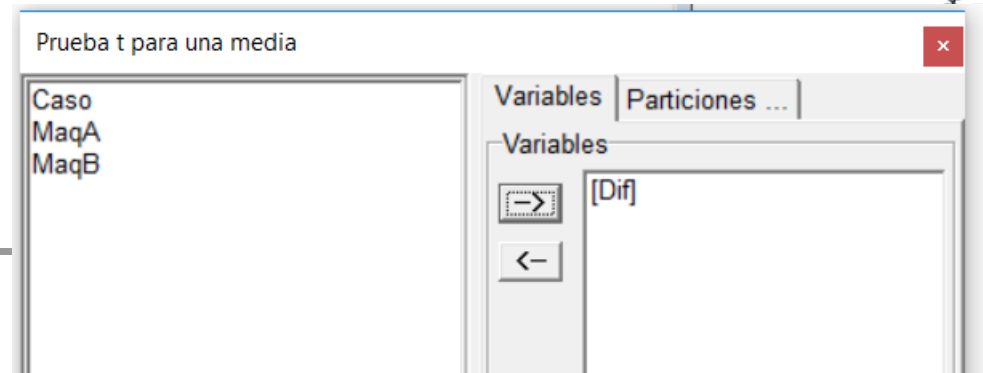 Prueba t para una media
x
Caso
MaqA
MaqB
Variables
Particiones ...
Variables
[Dif]
->
<-